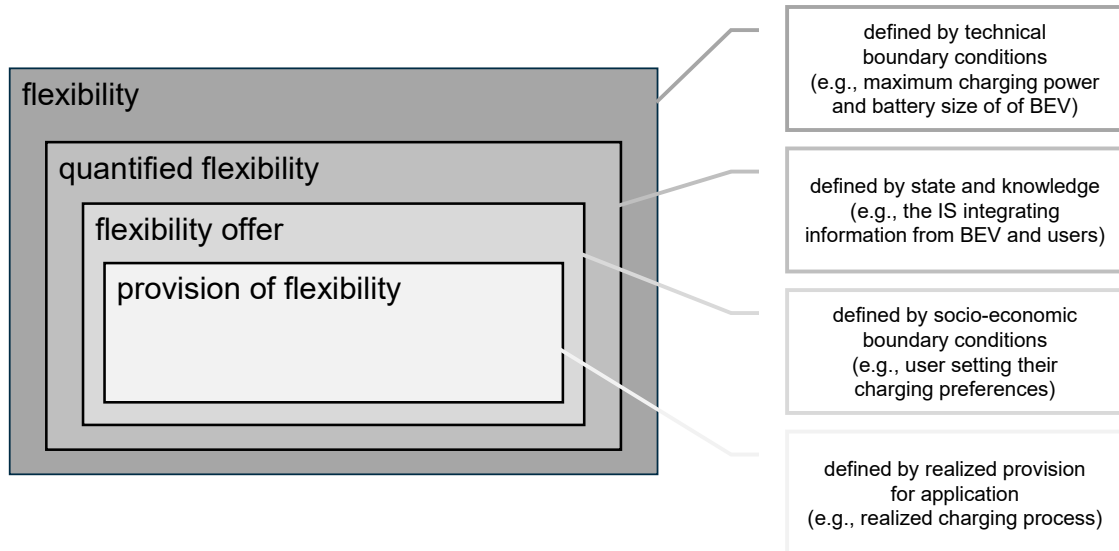 flexibility
quantified flexibility
flexibility offer
provision of flexibility
defined by technical
boundary conditions
(e.g., maximum charging power
and battery size of of BEV)
defined by state and knowledge
(e.g., the IS integrating
information from BEV and users)
defined by socio-economic
boundary conditions
(e.g., user setting their
charging preferences)
defined by realized provision
for application
(e.g., realized charging process)